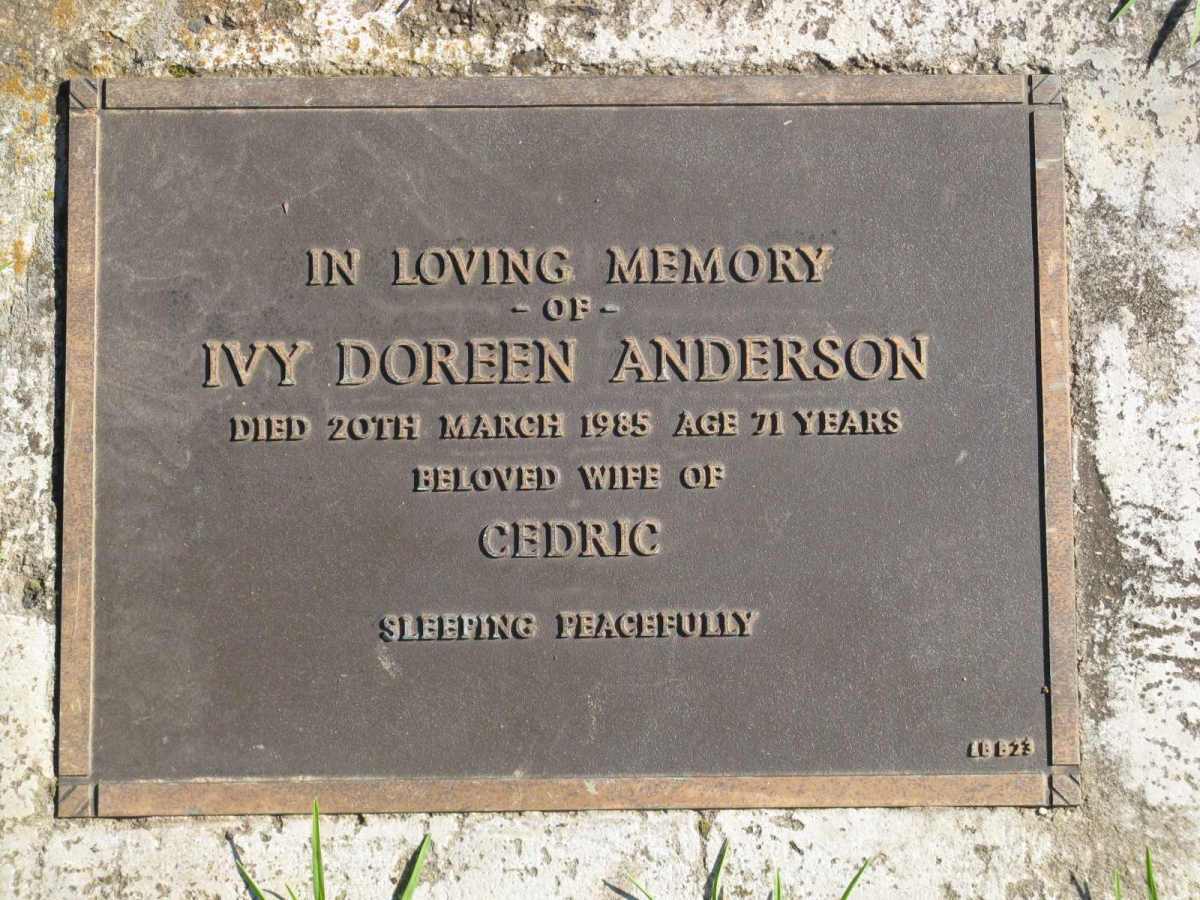 IN LOVING MEMORY
- OF -
IVY DOREEN ANDERSON
DIED 20TH MARCH 1985 AGE 71 YEARS
BELOVED WIFE OF
CEDRIC
SLEEPING PEACEFULLY